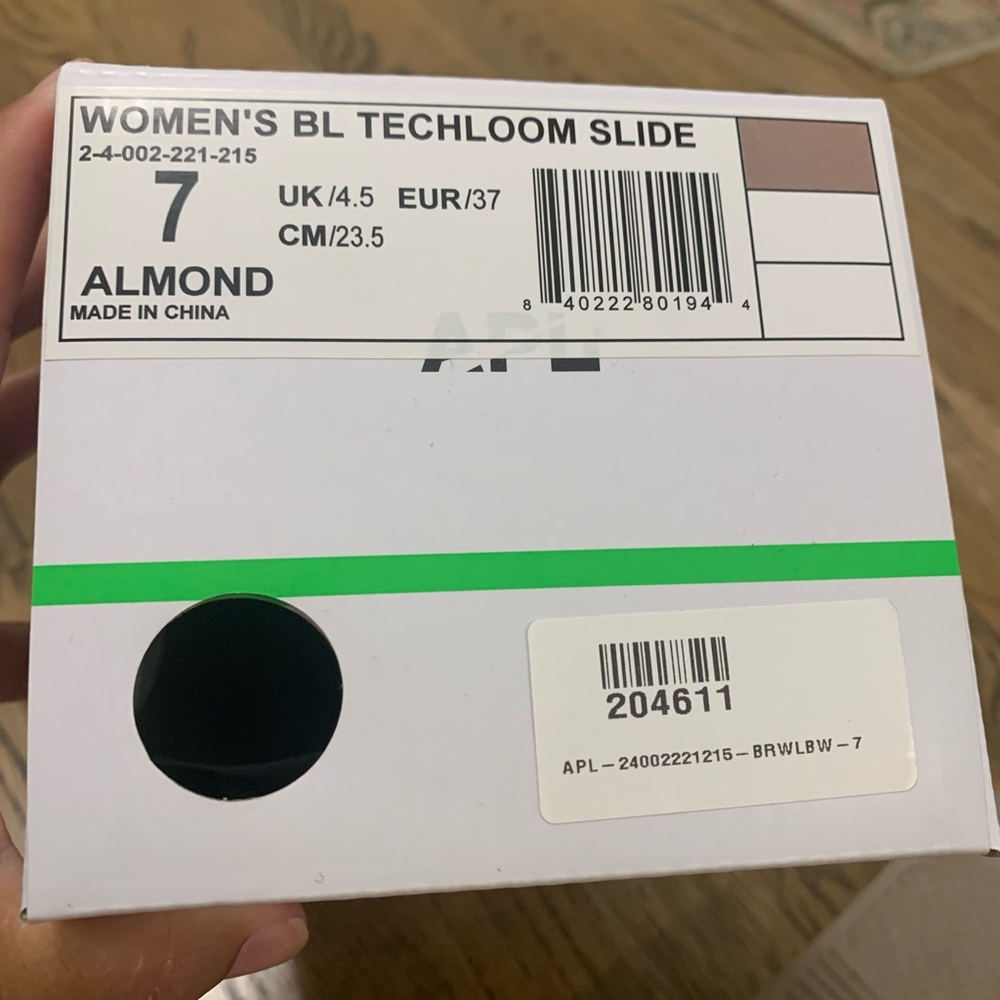 WOMEN'S BL TECHLOOM SLIDE
2-4-002-221-215
7
UK/4.5 EUR/37
CM/23.5
ALMOND
MADE IN CHINA
8 40222 80194 4
APL
204611
APL-24002221215-BRWLBW-7